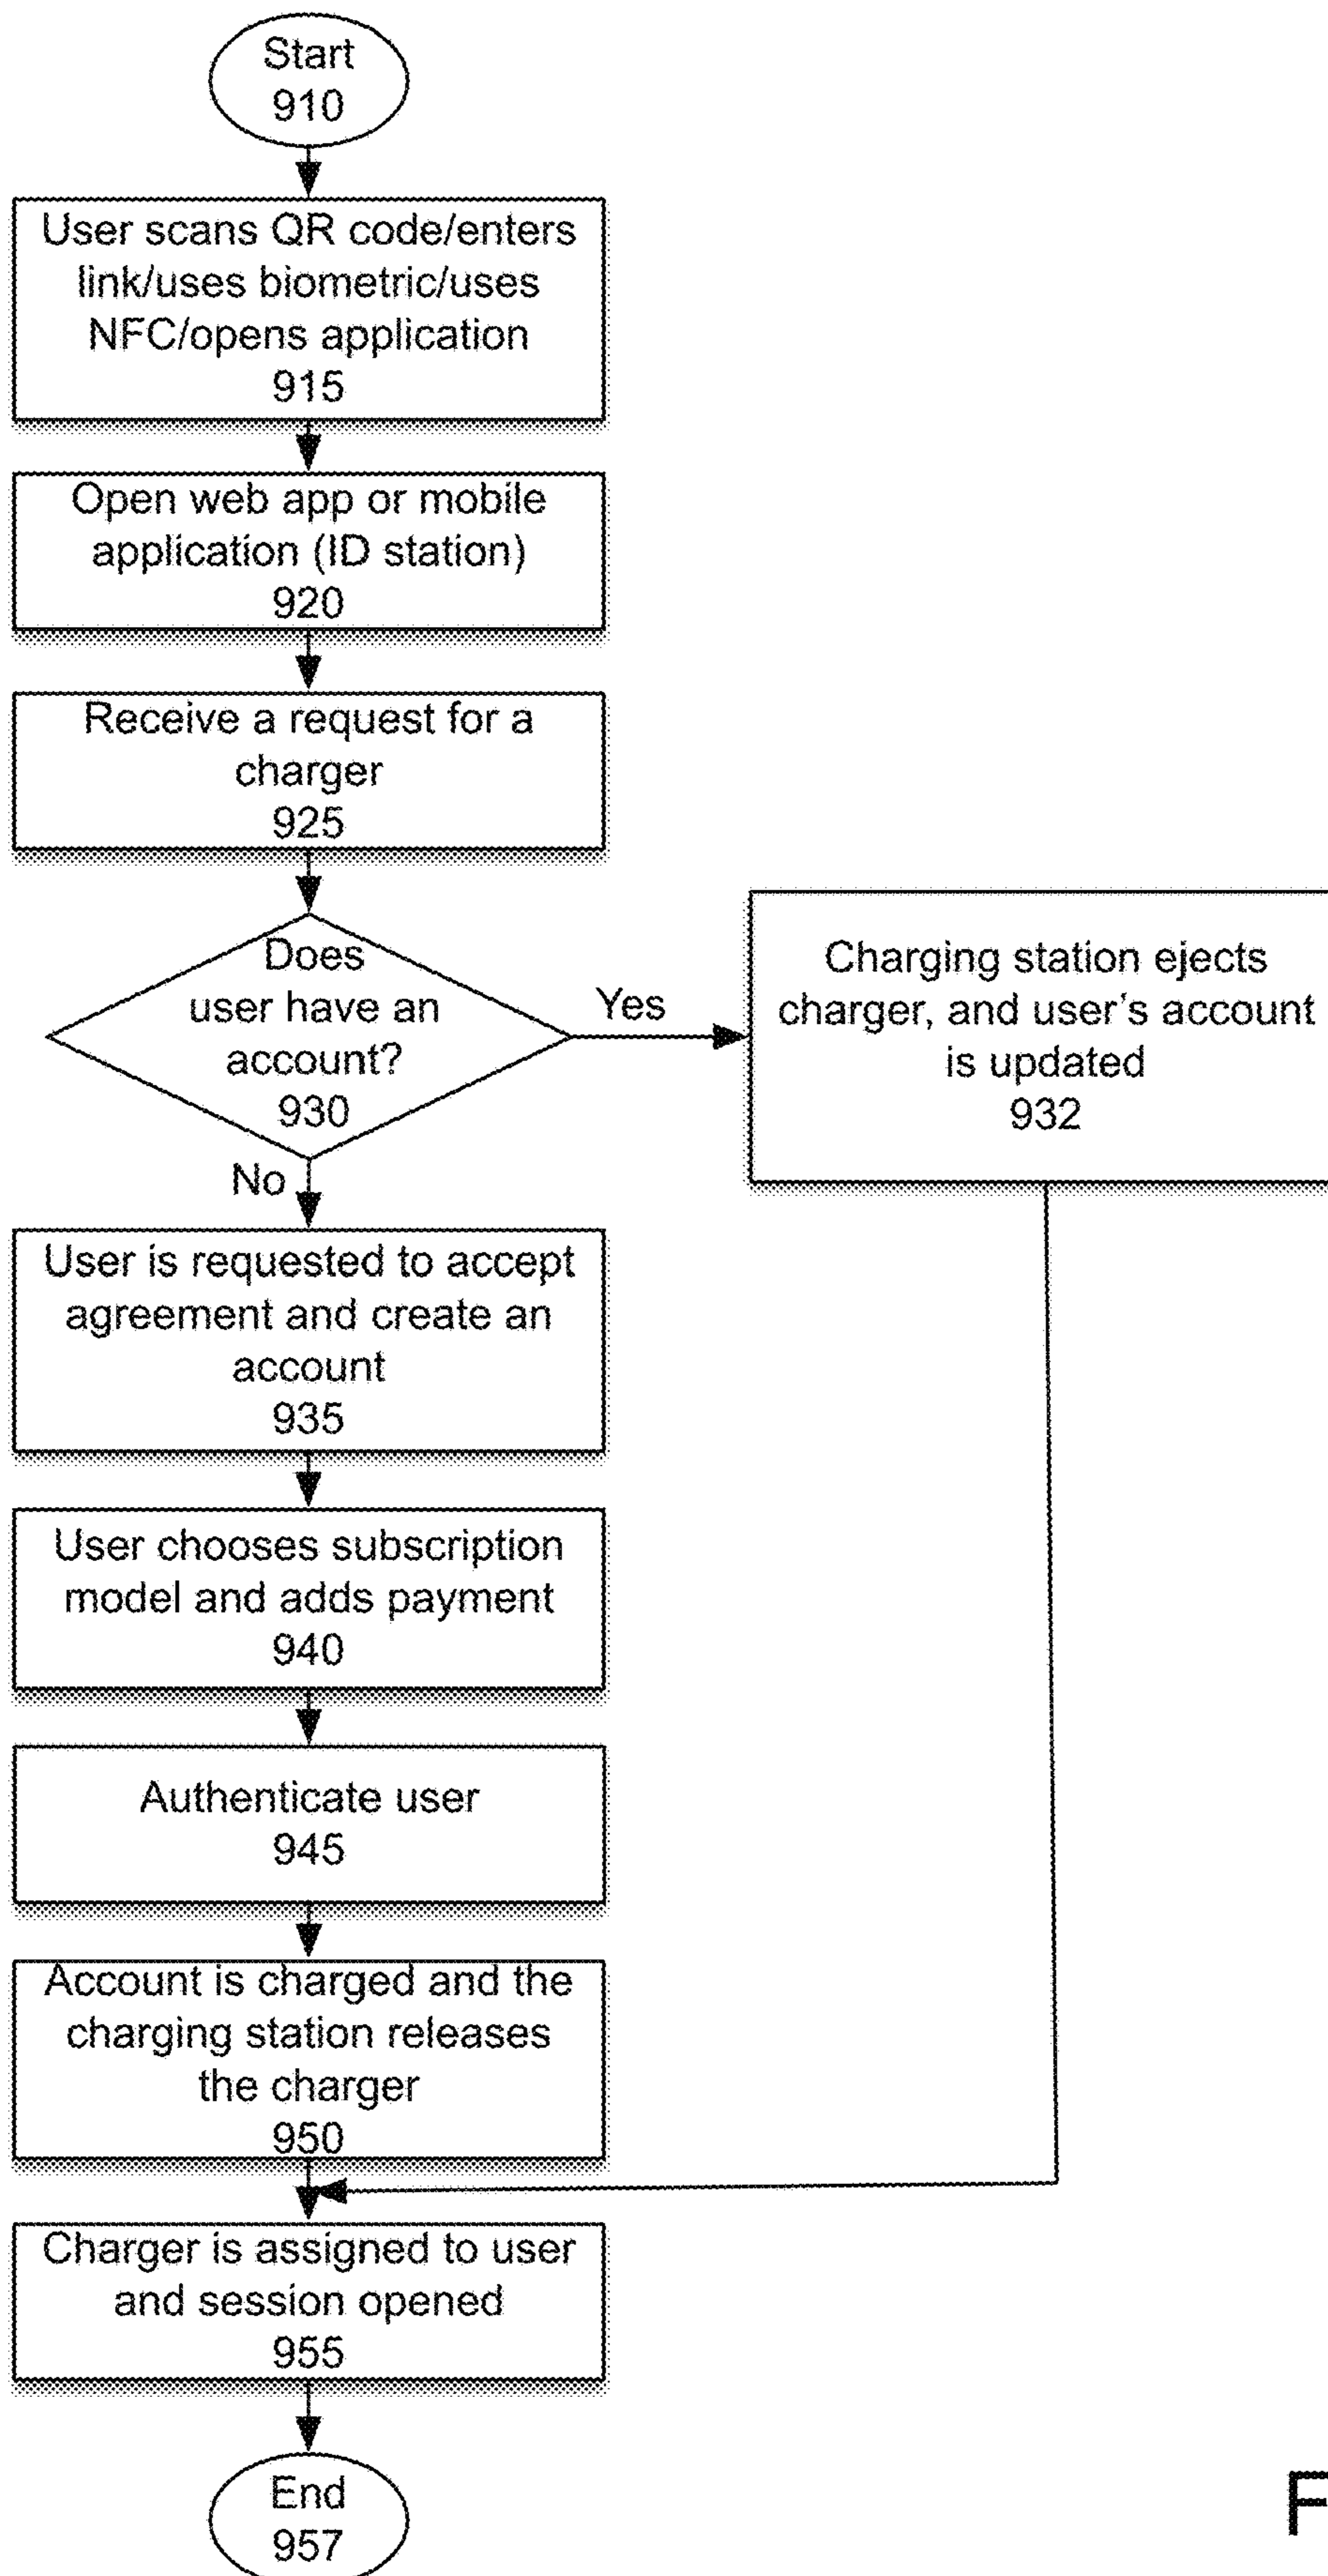 Start
910
User scans QR code/enters
link/uses biometric/uses
NFC/opens application
915
Open web app or mobile
application (ID station)
920
Receive a request for a
charger
925
Does
user have an
account?
930
Yes
Charging station ejects
charger, and user's account
is updated
932
No
User is requested to accept
agreement and create an
account
935
User chooses subscription
model and adds payment
940
Authenticate user
945
Account is charged and the
charging station releases
the charger
950
Charger is assigned to user
and session opened
955
End
957
F